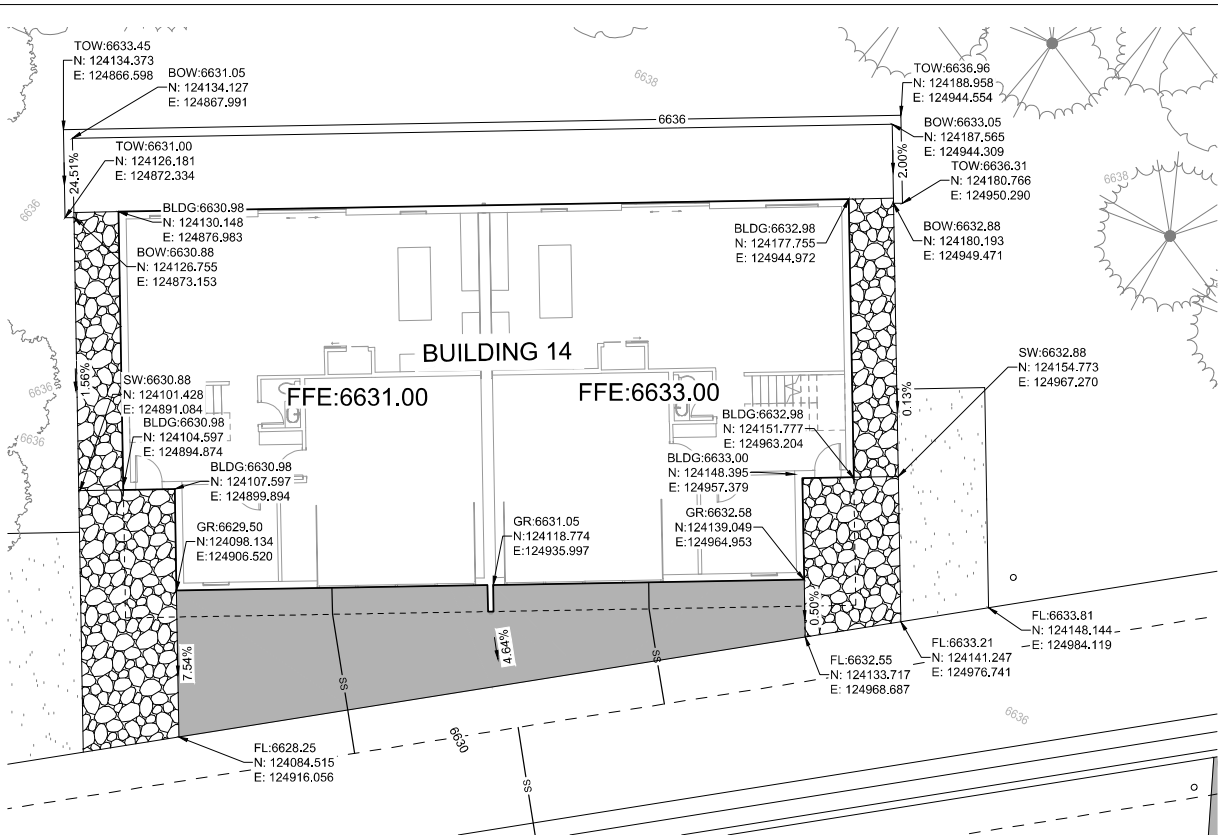 TOW:6633.45
N: 124134.373
E: 124866.598
BOW:6631.05
N: 124134.127
E: 124867.991
6638
TOW:6636.96
N: 124188.958
E: 124944.554
6636
BOW:6633.05
N: 124187.565
E: 124944.309
24.51%
TOW:6631.00
N: 124126.181
E: 124872.334
2.00%
TOW:6636.31
N: 124180.766
E: 124950.290
6638
6636
BLDG:6630.98
N: 124130.148
E: 124876.983
BOW:6630.88
N: 124126.755
E: 124873.153
BLDG:6632.98
N: 124177.755
E: 124944.972
BOW:6632.88
N: 124180.193
E: 124949.471
BUILDING 14
FFE:6631.00
FFE:6633.00
SW:6632.88
N: 124154.773
E: 124967.270
1.56%
6636
SW:6630.88
N: 124101.428
E: 124891.084
BLDG:6630.98
N: 124104.597
E: 124894.874
0.13%
BLDG:6632.98
N: 124151.777
E: 124963.204
6636
BLDG:6630.98
N: 124107.597
E: 124899.894
BLDG:6633.00
N: 124148.395
E: 124957.379
GR:6629.50
N:124098.134
E:124906.520
GR:6631.05
N:124118.774
E:124935.997
GR:6632.58
N:124139.049
E:124964.953
0.50%
7.54%
4.64%
SS
SS
FL:6633.81
N: 124148.144
E: 124984.119
FL:6633.21
N: 124141.247
E: 124976.741
FL:6632.55
N: 124133.717
E: 124968.687
6636
6630
FL:6628.25
N: 124084.515
E: 124916.056
SS